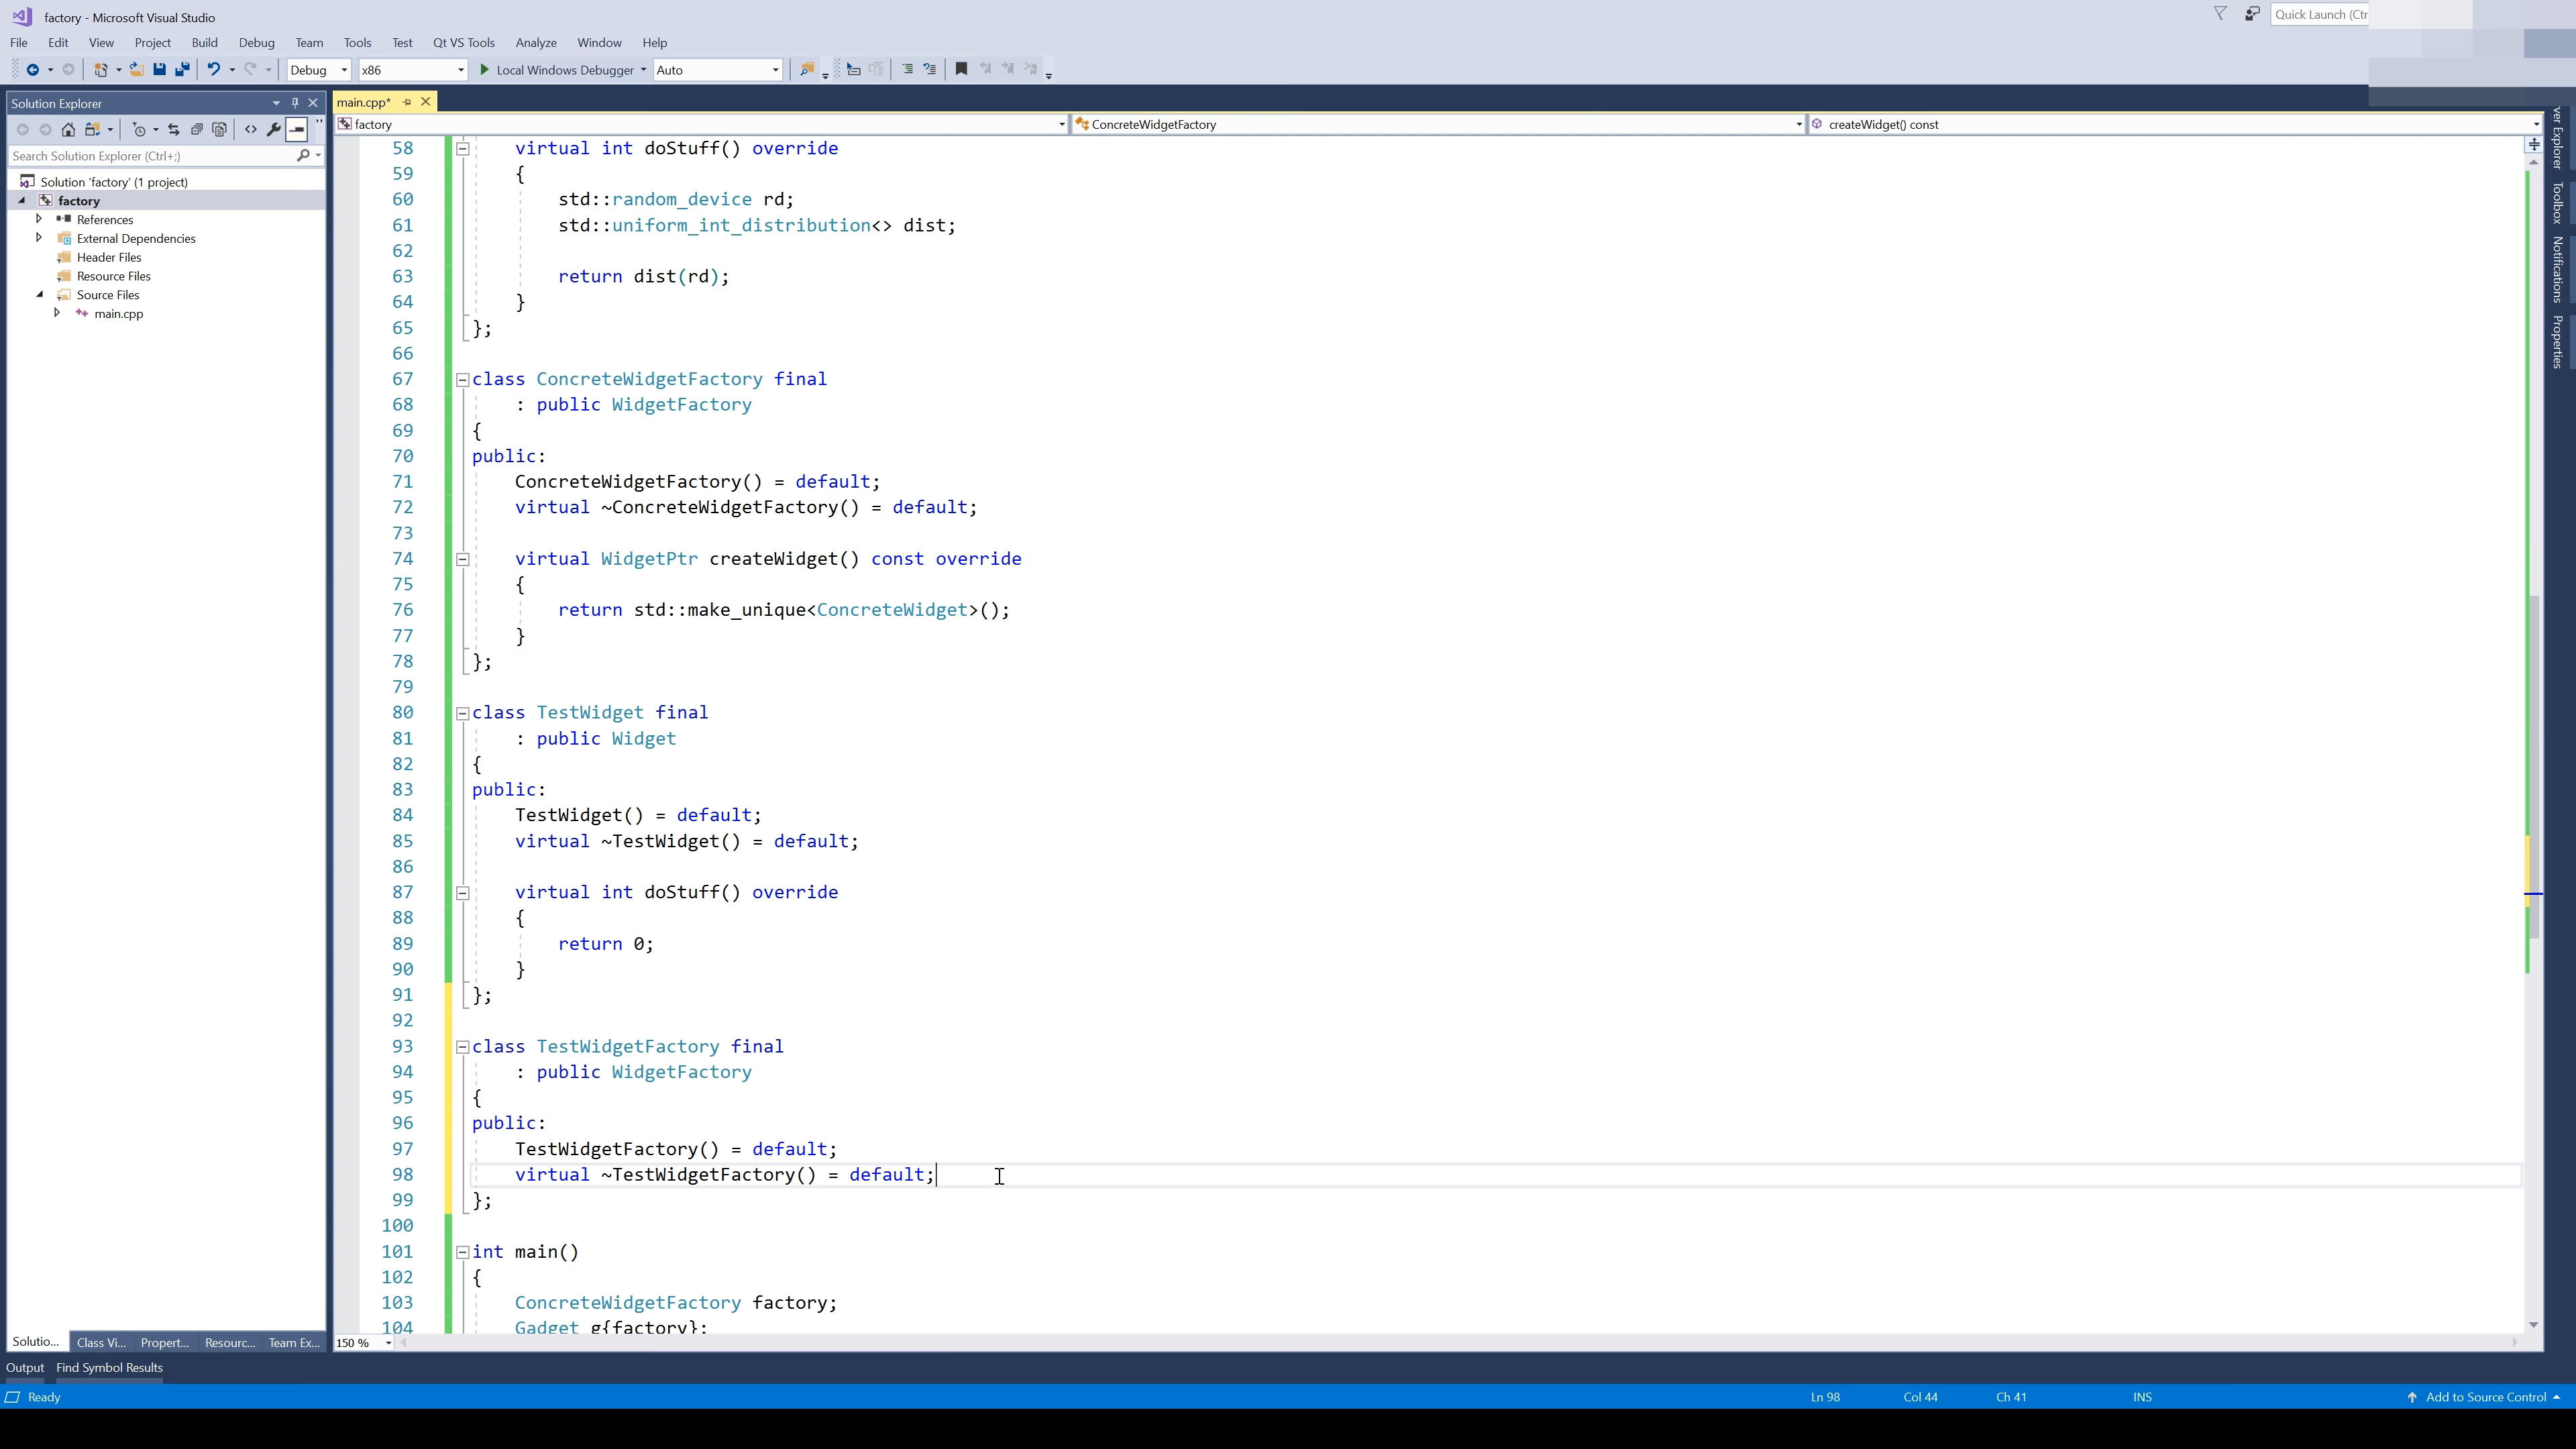 factory - Microsoft Visual Studio
Quick Launch (Ctr
File Edit View Project Build Debug Team Tools Test Qt VS Tools Analyze Window Help
Debug x86 Local Windows Debugger Auto
Solution Explorer
Search Solution Explorer (Ctrl+;)
Solution 'factory' (1 project)
factory
References
External Dependencies
Header Files
Resource Files
Source Files
main.cpp
main.cpp*
factory ConcreteWidgetFactory createWidget() const
58 virtual int doStuff() override
59 {
60 std::random_device rd;
61 std::uniform_int_distribution<> dist;
62
63 return dist(rd);
64 }
65 };
66
67 class ConcreteWidgetFactory final
68 : public WidgetFactory
69 {
70 public:
71 ConcreteWidgetFactory() = default;
72 virtual ~ConcreteWidgetFactory() = default;
73
74 virtual WidgetPtr createWidget() const override
75 {
76 return std::make_unique<ConcreteWidget>();
77 }
78 };
79
80 class TestWidget final
81 : public Widget
82 {
83 public:
84 TestWidget() = default;
85 virtual ~TestWidget() = default;
86
87 virtual int doStuff() override
88 {
89 return 0;
90 }
91 };
92
93 class TestWidgetFactory final
94 : public WidgetFactory
95 {
96 public:
97 TestWidgetFactory() = default;
98 virtual ~TestWidgetFactory() = default;
99 };
100
101 int main()
102 {
103 ConcreteWidgetFactory factory;
104 Gadget g{factory};
ver Explorer
Toolbox
Notifications
Properties
Solutio... Class Vi... Propert... Resourc... Team Ex...
150 %
Output Find Symbol Results
Ready Ln 98 Col 44 Ch 41 INS Add to Source Control